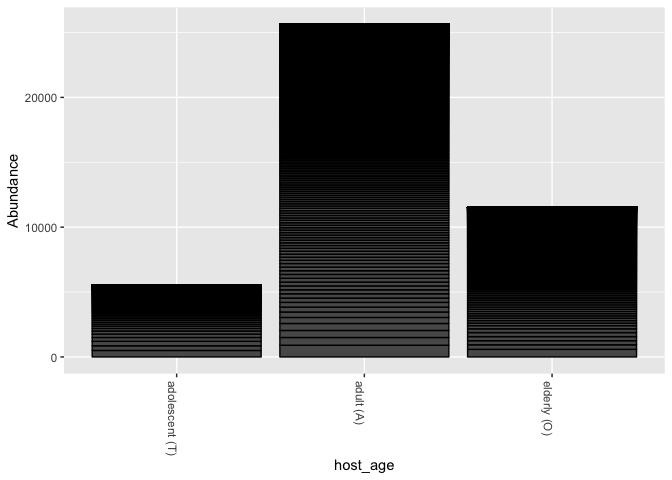 Abundance
20000
10000
0
adolescent (T)
adult (A)
elderly (O)
host_age